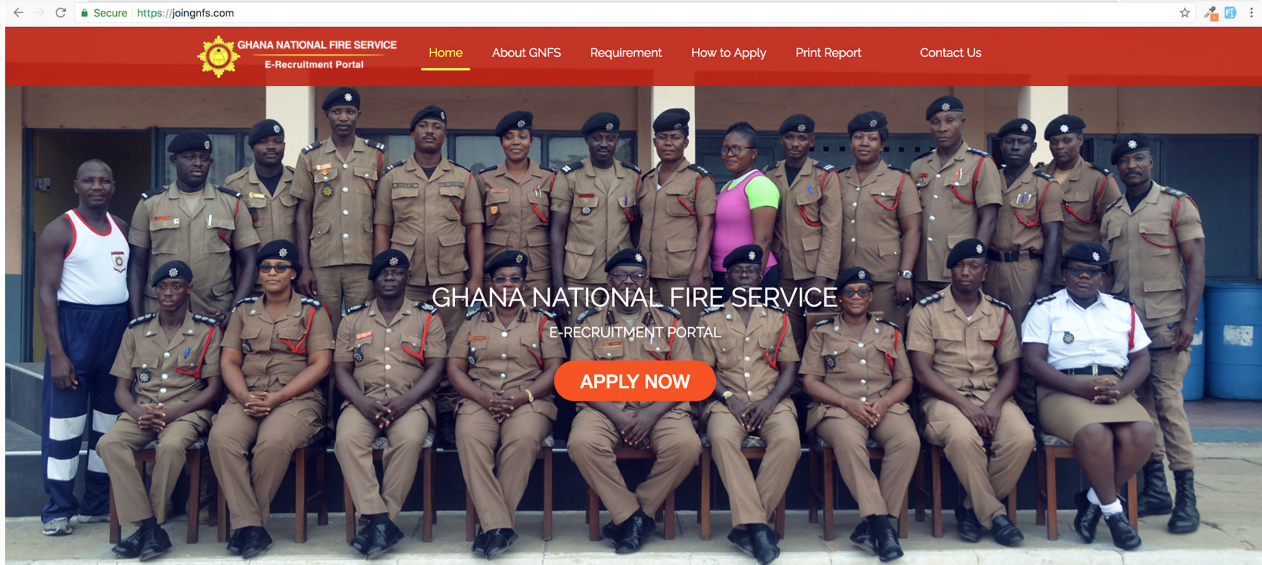 Secure https://joingnfs.com
GHANA NATIONAL FIRE SERVICE
E-Recruitment Portal
Home About GNFS Requirement How to Apply Print Report Contact Us
GHANA NATIONAL FIRE SERVICE
E-RECRUITMENT PORTAL
APPLY NOW